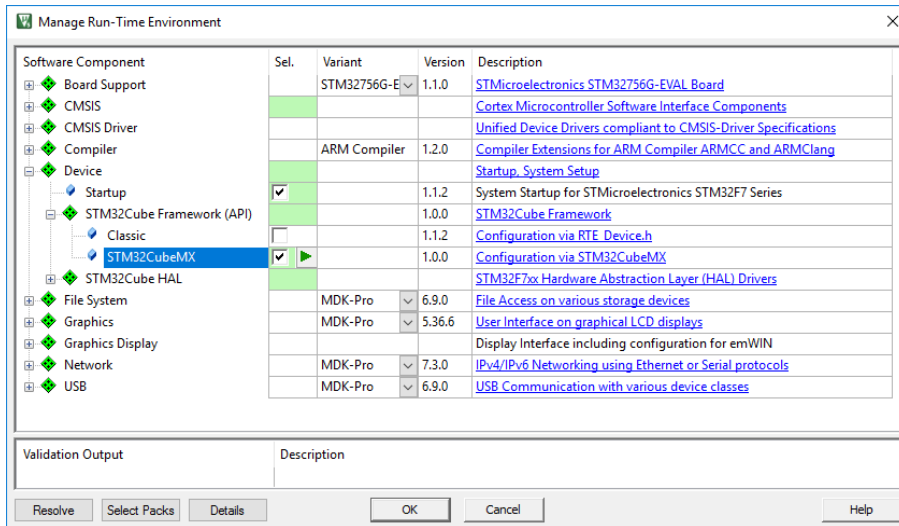 Manage Run-Time Environment
Software Component Sel. Variant Version Description
Board Support STM32756G-E 1.1.0 STMicroelectronics STM32756G-EVAL Board
CMSIS Cortex Microcontroller Software Interface Components
CMSIS Driver Unified Device Drivers compliant to CMSIS-Driver Specifications
Compiler ARM Compiler 1.2.0 Compiler Extensions for ARM Compiler ARMCC and ARMClang
Device Startup, System Setup
Startup 1.1.2 System Startup for STMicroelectronics STM32F7 Series
STM32Cube Framework (API) 1.0.0 STM32Cube Framework
Classic 1.1.2 Configuration via RTE_Device.h
STM32CubeMX 1.0.0 Configuration via STM32CubeMX
STM32Cube HAL STM32F7xx Hardware Abstraction Layer (HAL) Drivers
File System MDK-Pro 6.9.0 File Access on various storage devices
Graphics MDK-Pro 5.36.6 User Interface on graphical LCD displays
Graphics Display Display Interface including configuration for emWIN
Network MDK-Pro 7.3.0 IPv4/IPv6 Networking using Ethernet or Serial protocols
USB MDK-Pro 6.9.0 USB Communication with various device classes
Validation Output Description
Resolve Select Packs Details OK Cancel Help